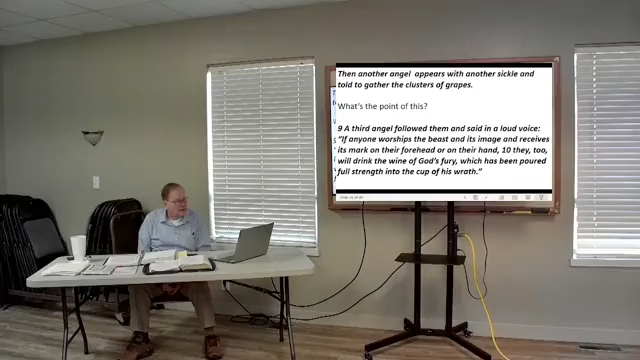 Then another angel appears with another sickle and
told to gather the clusters of grapes.
What's the point of this?
9 A third angel followed them and said in a loud voice:
"If anyone worships the beast and its image and receives
its mark on their forehead or on their hand, 10 they, too,
will drink the wine of God's fury, which has been poured
full strength into the cup of his wrath."